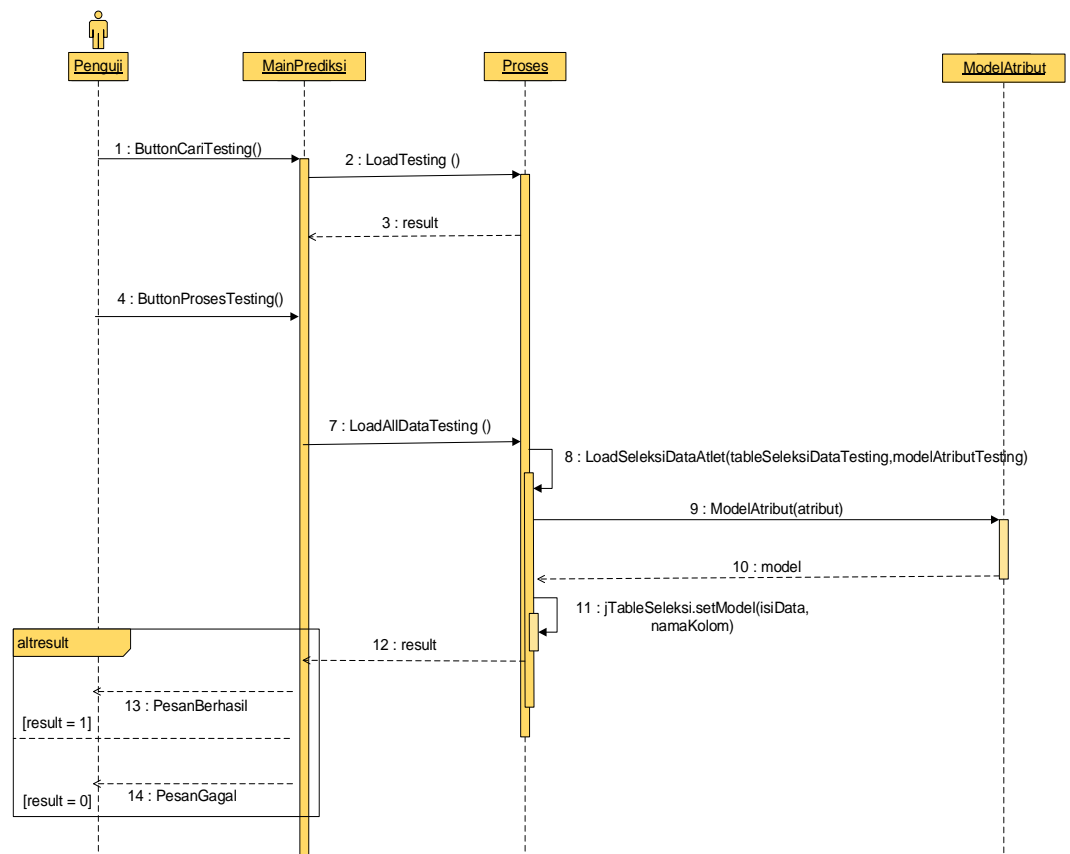 Penguji
MainPrediksi
Proses
ModelAtribut
1 : ButtonCariTesting()
2 : LoadTesting ()
3 : result
4 : ButtonProsesTesting()
7 : LoadAllDataTesting ()
8 : LoadSeleksiDataAtlet(tableSeleksiDataTesting,modelAtributTesting)
9 : ModelAtribut(atribut)
10 : model
11 : jTableSeleksi.setModel(isiData,
namaKolom)
altresult
12 : result
13 : PesanBerhasil
[result = 1]
14 : PesanGagal
[result = 0]